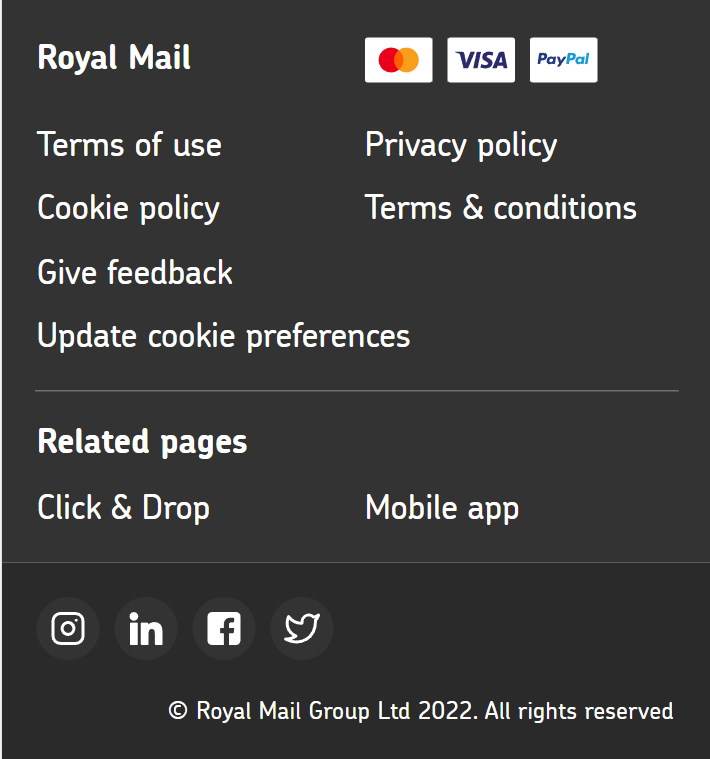 Royal Mail
VISA PayPal
Terms of use
Privacy policy
Cookie policy
Terms & conditions
Give feedback
Update cookie preferences
Related pages
Click & Drop
Mobile app
in
© Royal Mail Group Ltd 2022. All rights reserved